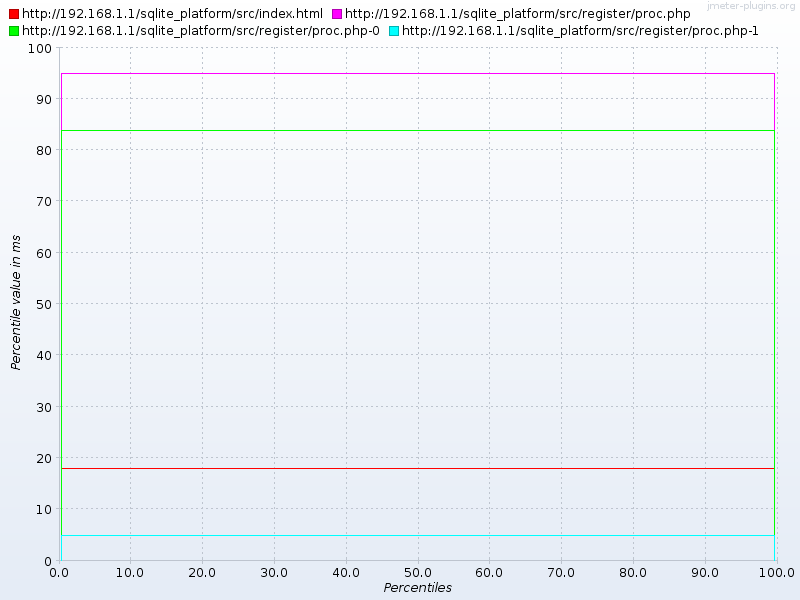 jmeter-plugins.org
http://192.168.1.1/sqlite_platform/src/index.html http://192.168.1.1/sqlite_platform/src/register/proc.php
http://192.168.1.1/sqlite_platform/src/register/proc.php-0 http://192.168.1.1/sqlite_platform/src/register/proc.php-1
100
90
80
70
60
50
40
30
20
10
0
Percentile value in ms
0.0 10.0 20.0 30.0 40.0 50.0 60.0 70.0 80.0 90.0 100.0
Percentiles